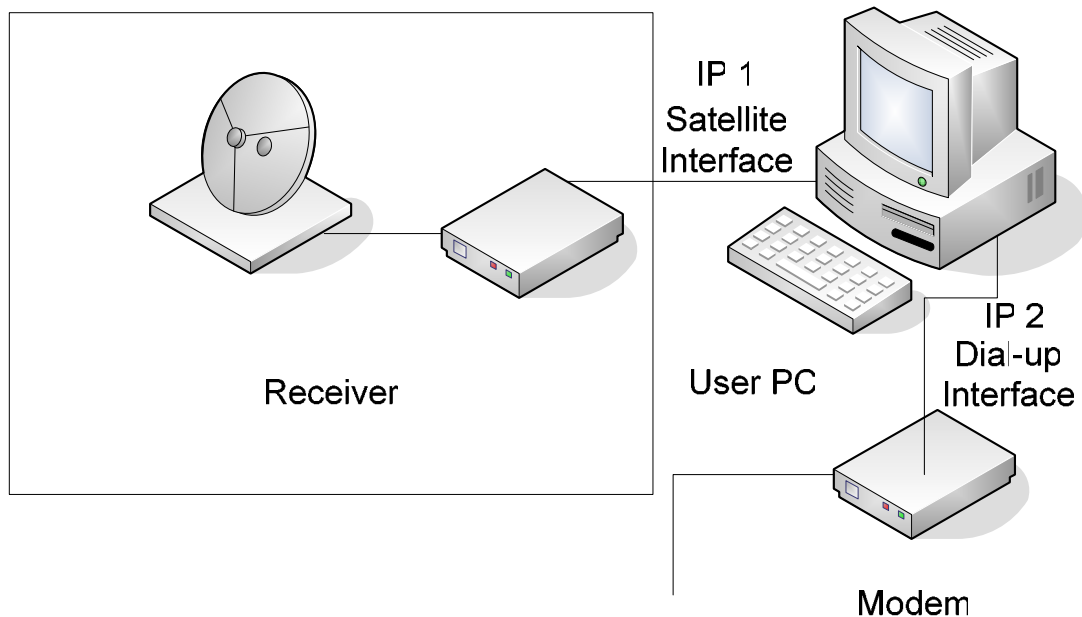 IP 1
Satellite
Interface
Receiver
User PC
IP 2
Dial-up
Interface
Modem